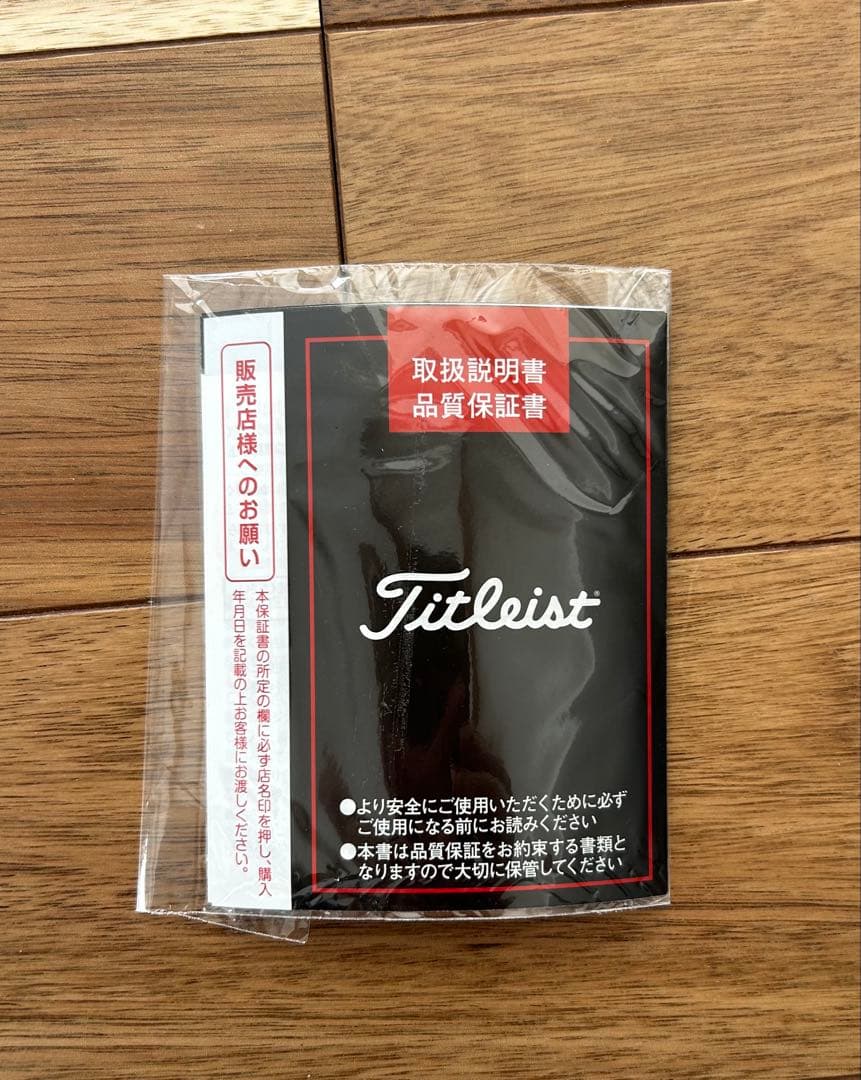 取扱説明書
品質保証書
販売店様へのお願い
本保証書の所定の欄に必ず店名印を押し、購入
年月日を記載の上お客様にお渡しください。
Titleist®
●より安全にご使用いただくために必ず
ご使用になる前にお読みください
●本書は品質保証をお約束する書類と
なりますので大切に保管してください